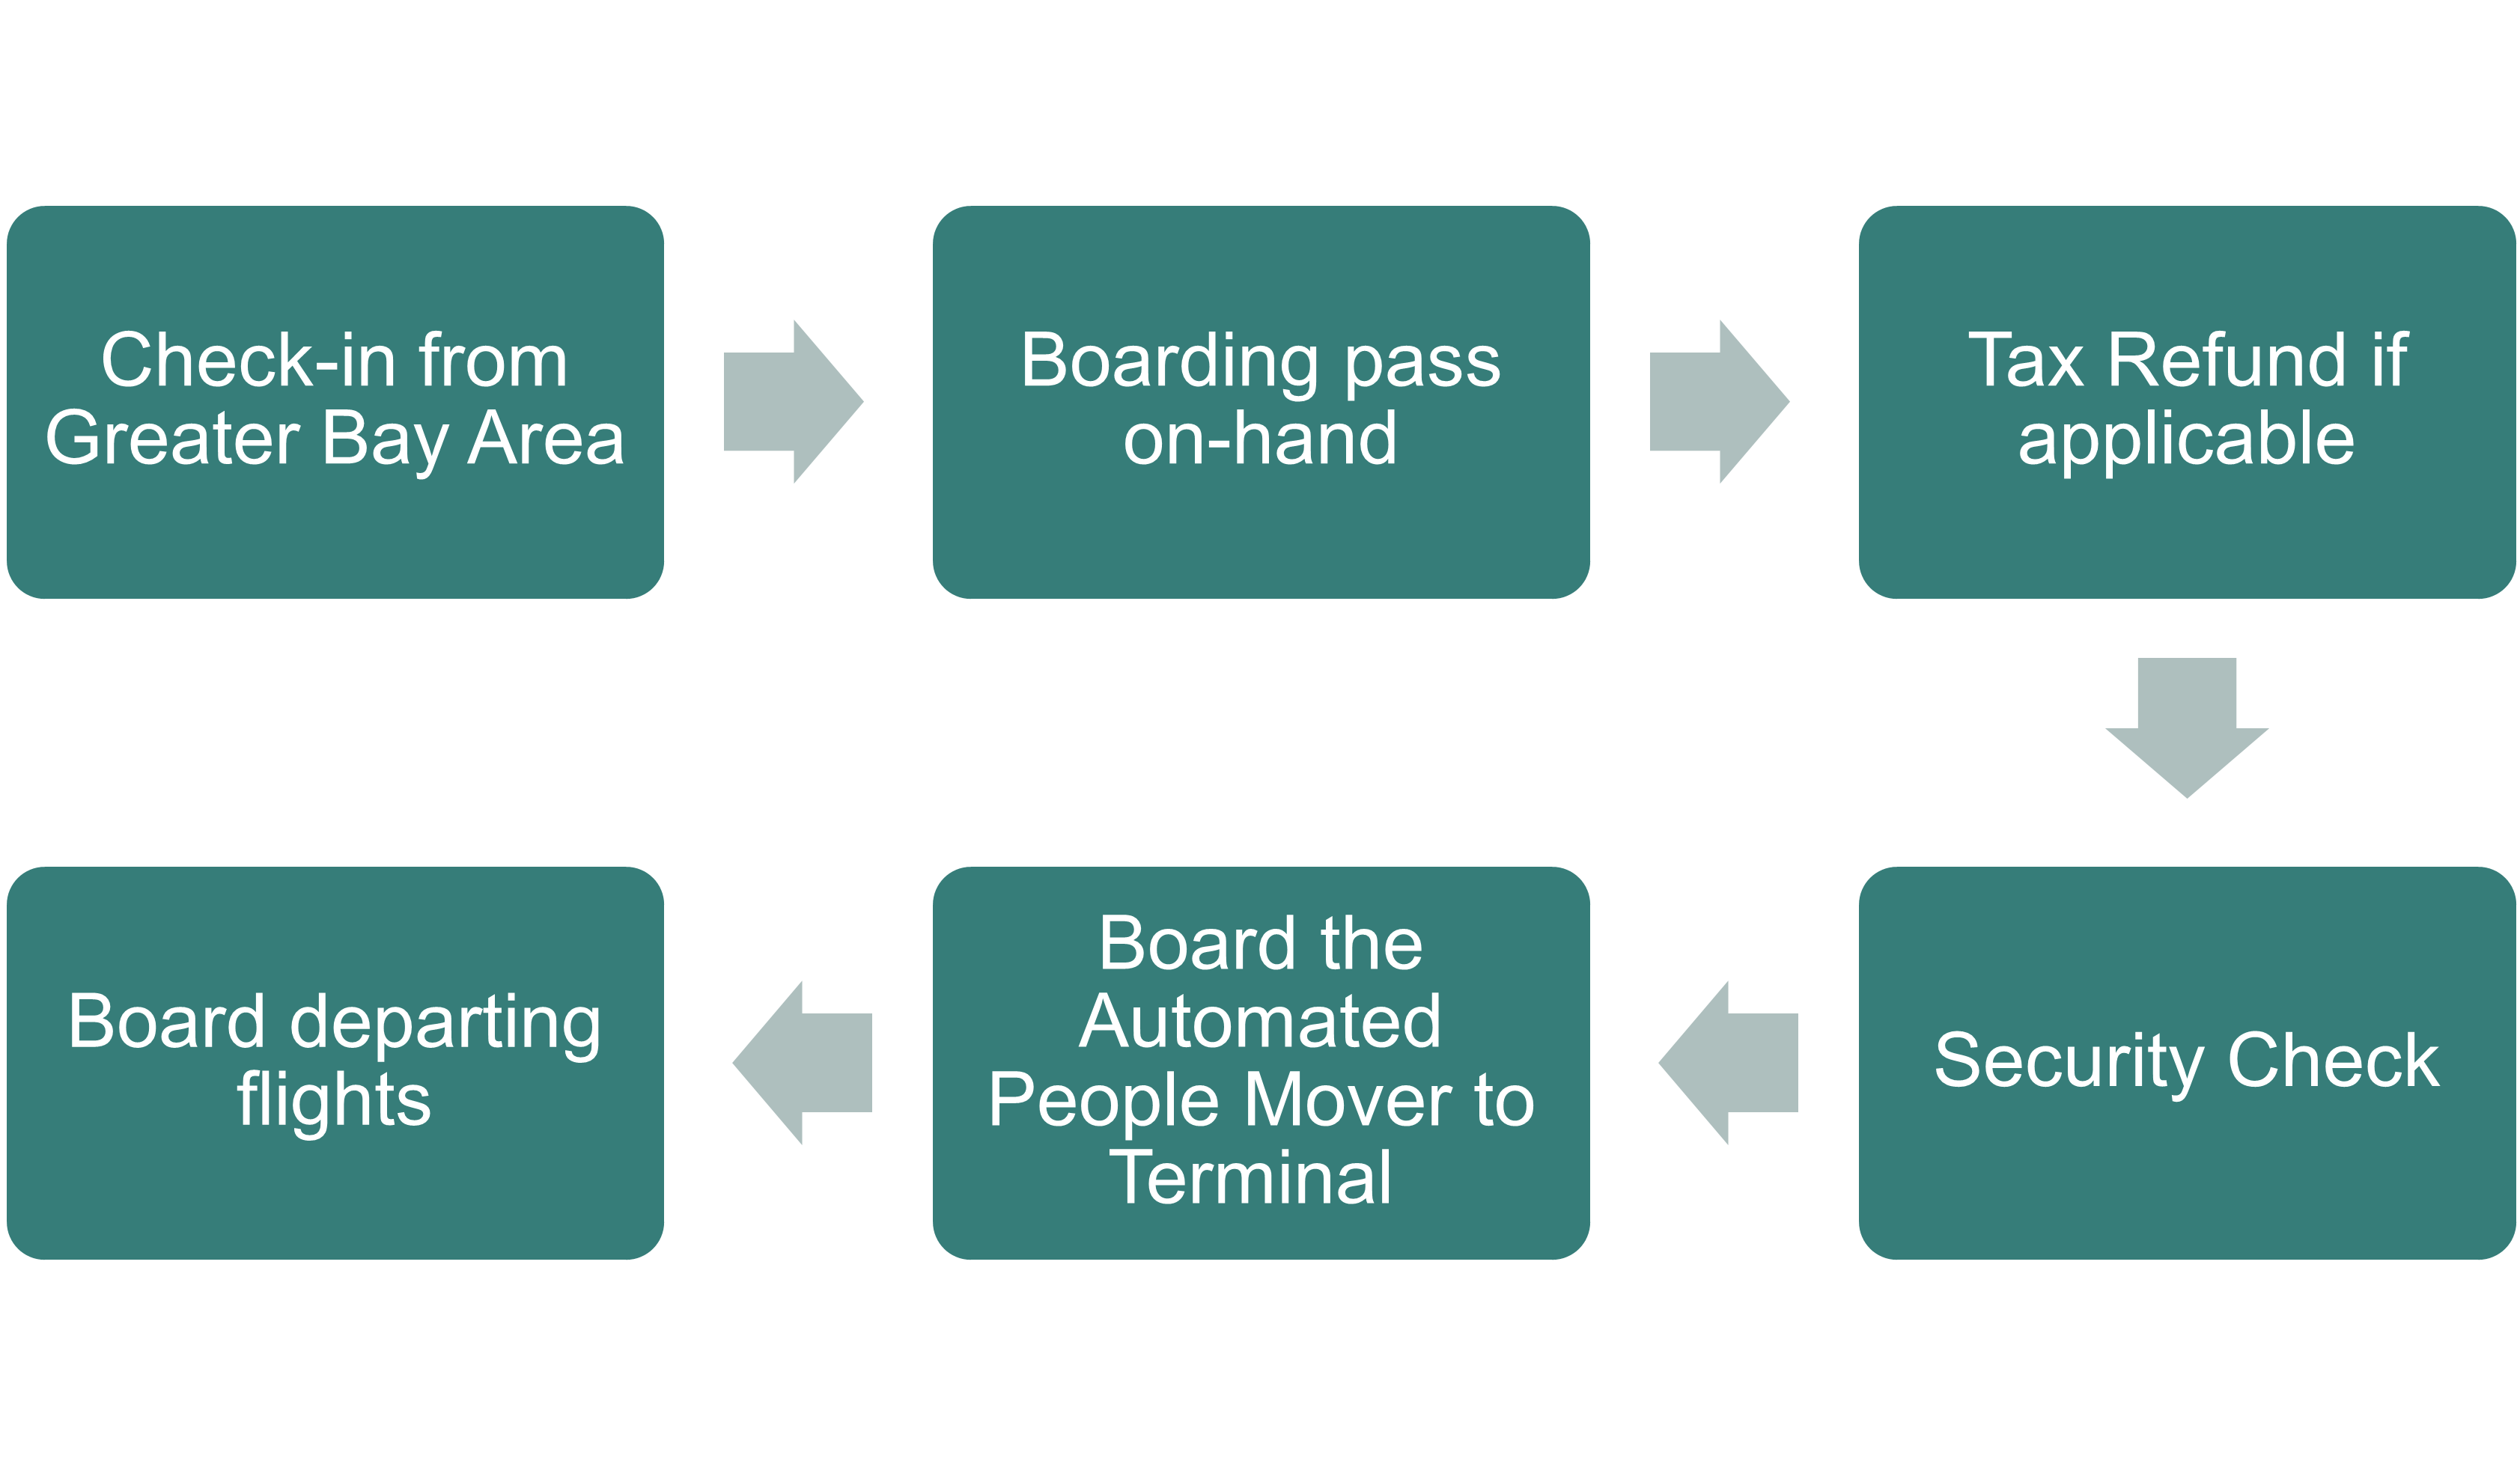 Check-in from
Greater Bay Area
Boarding pass
on-hand
Tax Refund if
applicable
Security Check
Board the
Automated
People Mover to
Terminal
Board departing
flights